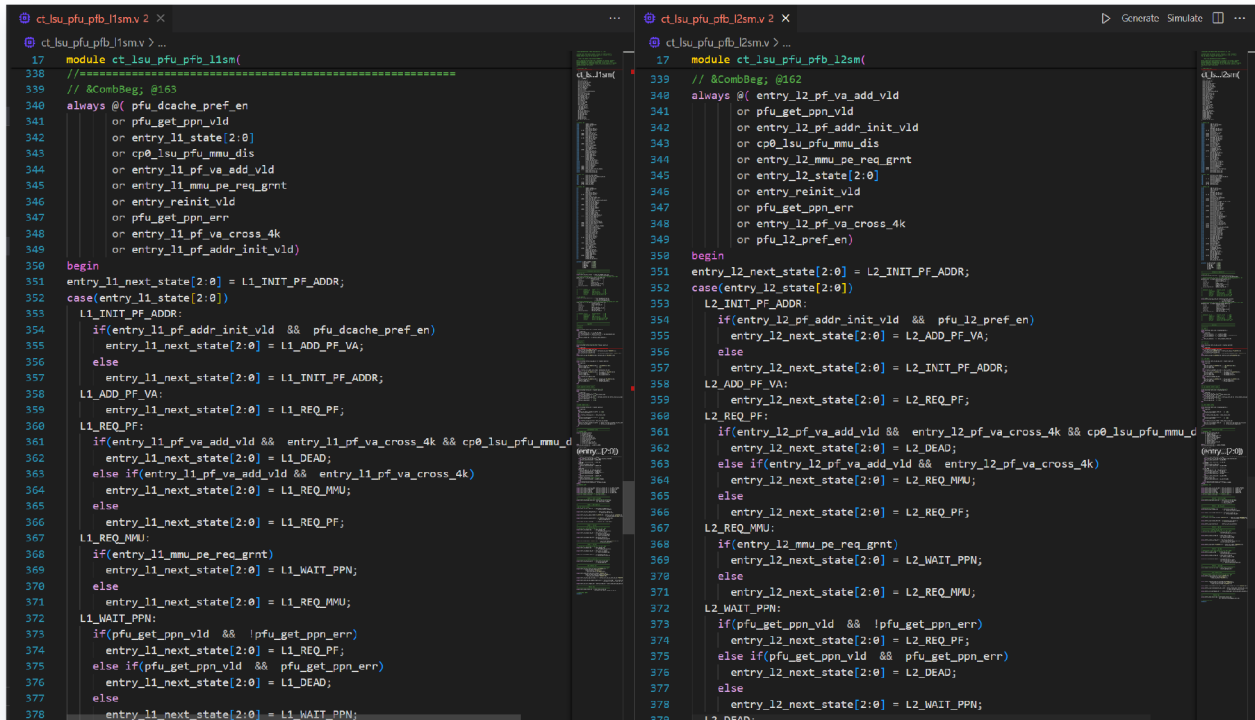 ct_lsu_pfu_pfb_l1sm.v 2 ×
ct_lsu_pfu_pfb_l1sm.v > ...
17 module ct_lsu_pfu_pfb_l1sm(
338 //==========================================================
339 // &CombBeg; @163
340 always @( pfu_dcache_pref_en
341 or pfu_get_ppn_vld
342 or entry_l1_state[2:0]
343 or cp0_lsu_pfu_mmu_dis
344 or entry_l1_pf_va_add_vld
345 or entry_l1_mmu_pe_req_grnt
346 or entry_reinit_vld
347 or pfu_get_ppn_err
348 or entry_l1_pf_va_cross_4k
349 or entry_l1_pf_addr_init_vld)
350 begin
351 entry_l1_next_state[2:0] = L1_INIT_PF_ADDR;
352 case(entry_l1_state[2:0])
353 L1_INIT_PF_ADDR:
354 if(entry_l1_pf_addr_init_vld && pfu_dcache_pref_en)
355 entry_l1_next_state[2:0] = L1_ADD_PF_VA;
356 else
357 entry_l1_next_state[2:0] = L1_INIT_PF_ADDR;
358 L1_ADD_PF_VA:
359 entry_l1_next_state[2:0] = L1_REQ_PF;
360 L1_REQ_PF:
361 if(entry_l1_pf_va_add_vld && entry_l1_pf_va_cross_4k && cp0_lsu_pfu_mmu_d
362 entry_l1_next_state[2:0] = L1_DEAD;
363 else if(entry_l1_pf_va_add_vld && entry_l1_pf_va_cross_4k)
364 entry_l1_next_state[2:0] = L1_REQ_MMU;
365 else
366 entry_l1_next_state[2:0] = L1_REQ_PF;
367 L1_REQ_MMU:
368 if(entry_l1_mmu_pe_req_grnt)
369 entry_l1_next_state[2:0] = L1_WAIT_PPN;
370 else
371 entry_l1_next_state[2:0] = L1_REQ_MMU;
372 L1_WAIT_PPN:
373 if(pfu_get_ppn_vld && !pfu_get_ppn_err)
374 entry_l1_next_state[2:0] = L1_REQ_PF;
375 else if(pfu_get_ppn_vld && pfu_get_ppn_err)
376 entry_l1_next_state[2:0] = L1_DEAD;
377 else
378 entry_l1_next_state[2:0] = L1_WAIT_PPN;
ct_ls...l1sm(
(entry...[2:0])
ct_lsu_pfu_pfb_l2sm.v 2 ×
Generate Simulate
ct_lsu_pfu_pfb_l2sm.v > ...
17 module ct_lsu_pfu_pfb_l2sm(
339 // &CombBeg; @162
340 always @( entry_l2_pf_va_add_vld
341 or pfu_get_ppn_vld
342 or entry_l2_pf_addr_init_vld
343 or cp0_lsu_pfu_mmu_dis
344 or entry_l2_mmu_pe_req_grnt
345 or entry_l2_state[2:0]
346 or entry_reinit_vld
347 or pfu_get_ppn_err
348 or entry_l2_pf_va_cross_4k
349 or pfu_l2_pref_en)
350 begin
351 entry_l2_next_state[2:0] = L2_INIT_PF_ADDR;
352 case(entry_l2_state[2:0])
353 L2_INIT_PF_ADDR:
354 if(entry_l2_pf_addr_init_vld && pfu_l2_pref_en)
355 entry_l2_next_state[2:0] = L2_ADD_PF_VA;
356 else
357 entry_l2_next_state[2:0] = L2_INIT_PF_ADDR;
358 L2_ADD_PF_VA:
359 entry_l2_next_state[2:0] = L2_REQ_PF;
360 L2_REQ_PF:
361 if(entry_l2_pf_va_add_vld && entry_l2_pf_va_cross_4k && cp0_lsu_pfu_mmu_d
362 entry_l2_next_state[2:0] = L2_DEAD;
363 else if(entry_l2_pf_va_add_vld && entry_l2_pf_va_cross_4k)
364 entry_l2_next_state[2:0] = L2_REQ_MMU;
365 else
366 entry_l2_next_state[2:0] = L2_REQ_PF;
367 L2_REQ_MMU:
368 if(entry_l2_mmu_pe_req_grnt)
369 entry_l2_next_state[2:0] = L2_WAIT_PPN;
370 else
371 entry_l2_next_state[2:0] = L2_REQ_MMU;
372 L2_WAIT_PPN:
373 if(pfu_get_ppn_vld && !pfu_get_ppn_err)
374 entry_l2_next_state[2:0] = L2_REQ_PF;
375 else if(pfu_get_ppn_vld && pfu_get_ppn_err)
376 entry_l2_next_state[2:0] = L2_DEAD;
377 else
378 entry_l2_next_state[2:0] = L2_WAIT_PPN;
379 L2_DEAD:
ct_ls...l2sm(
(entry...[2:0])